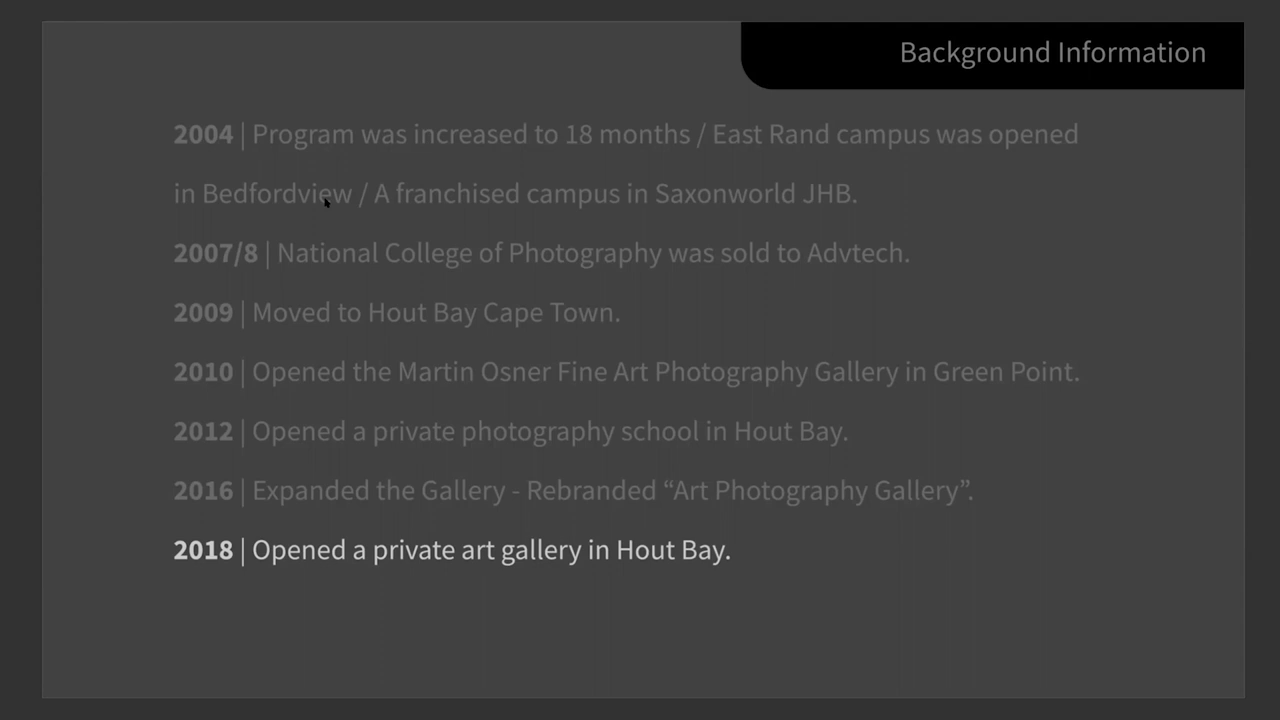 Background Information
2004 | Program was increased to 18 months / East Rand campus was opened
in Bedfordview / A franchised campus in Saxonworld JHB.
2007/8 | National College of Photography was sold to Advtech.
2009 | Moved to Hout Bay Cape Town.
2010 | Opened the Martin Osner Fine Art Photography Gallery in Green Point.
2012 | Opened a private photography school in Hout Bay.
2016 | Expanded the Gallery - Rebranded “Art Photography Gallery”.
2018 | Opened a private art gallery in Hout Bay.